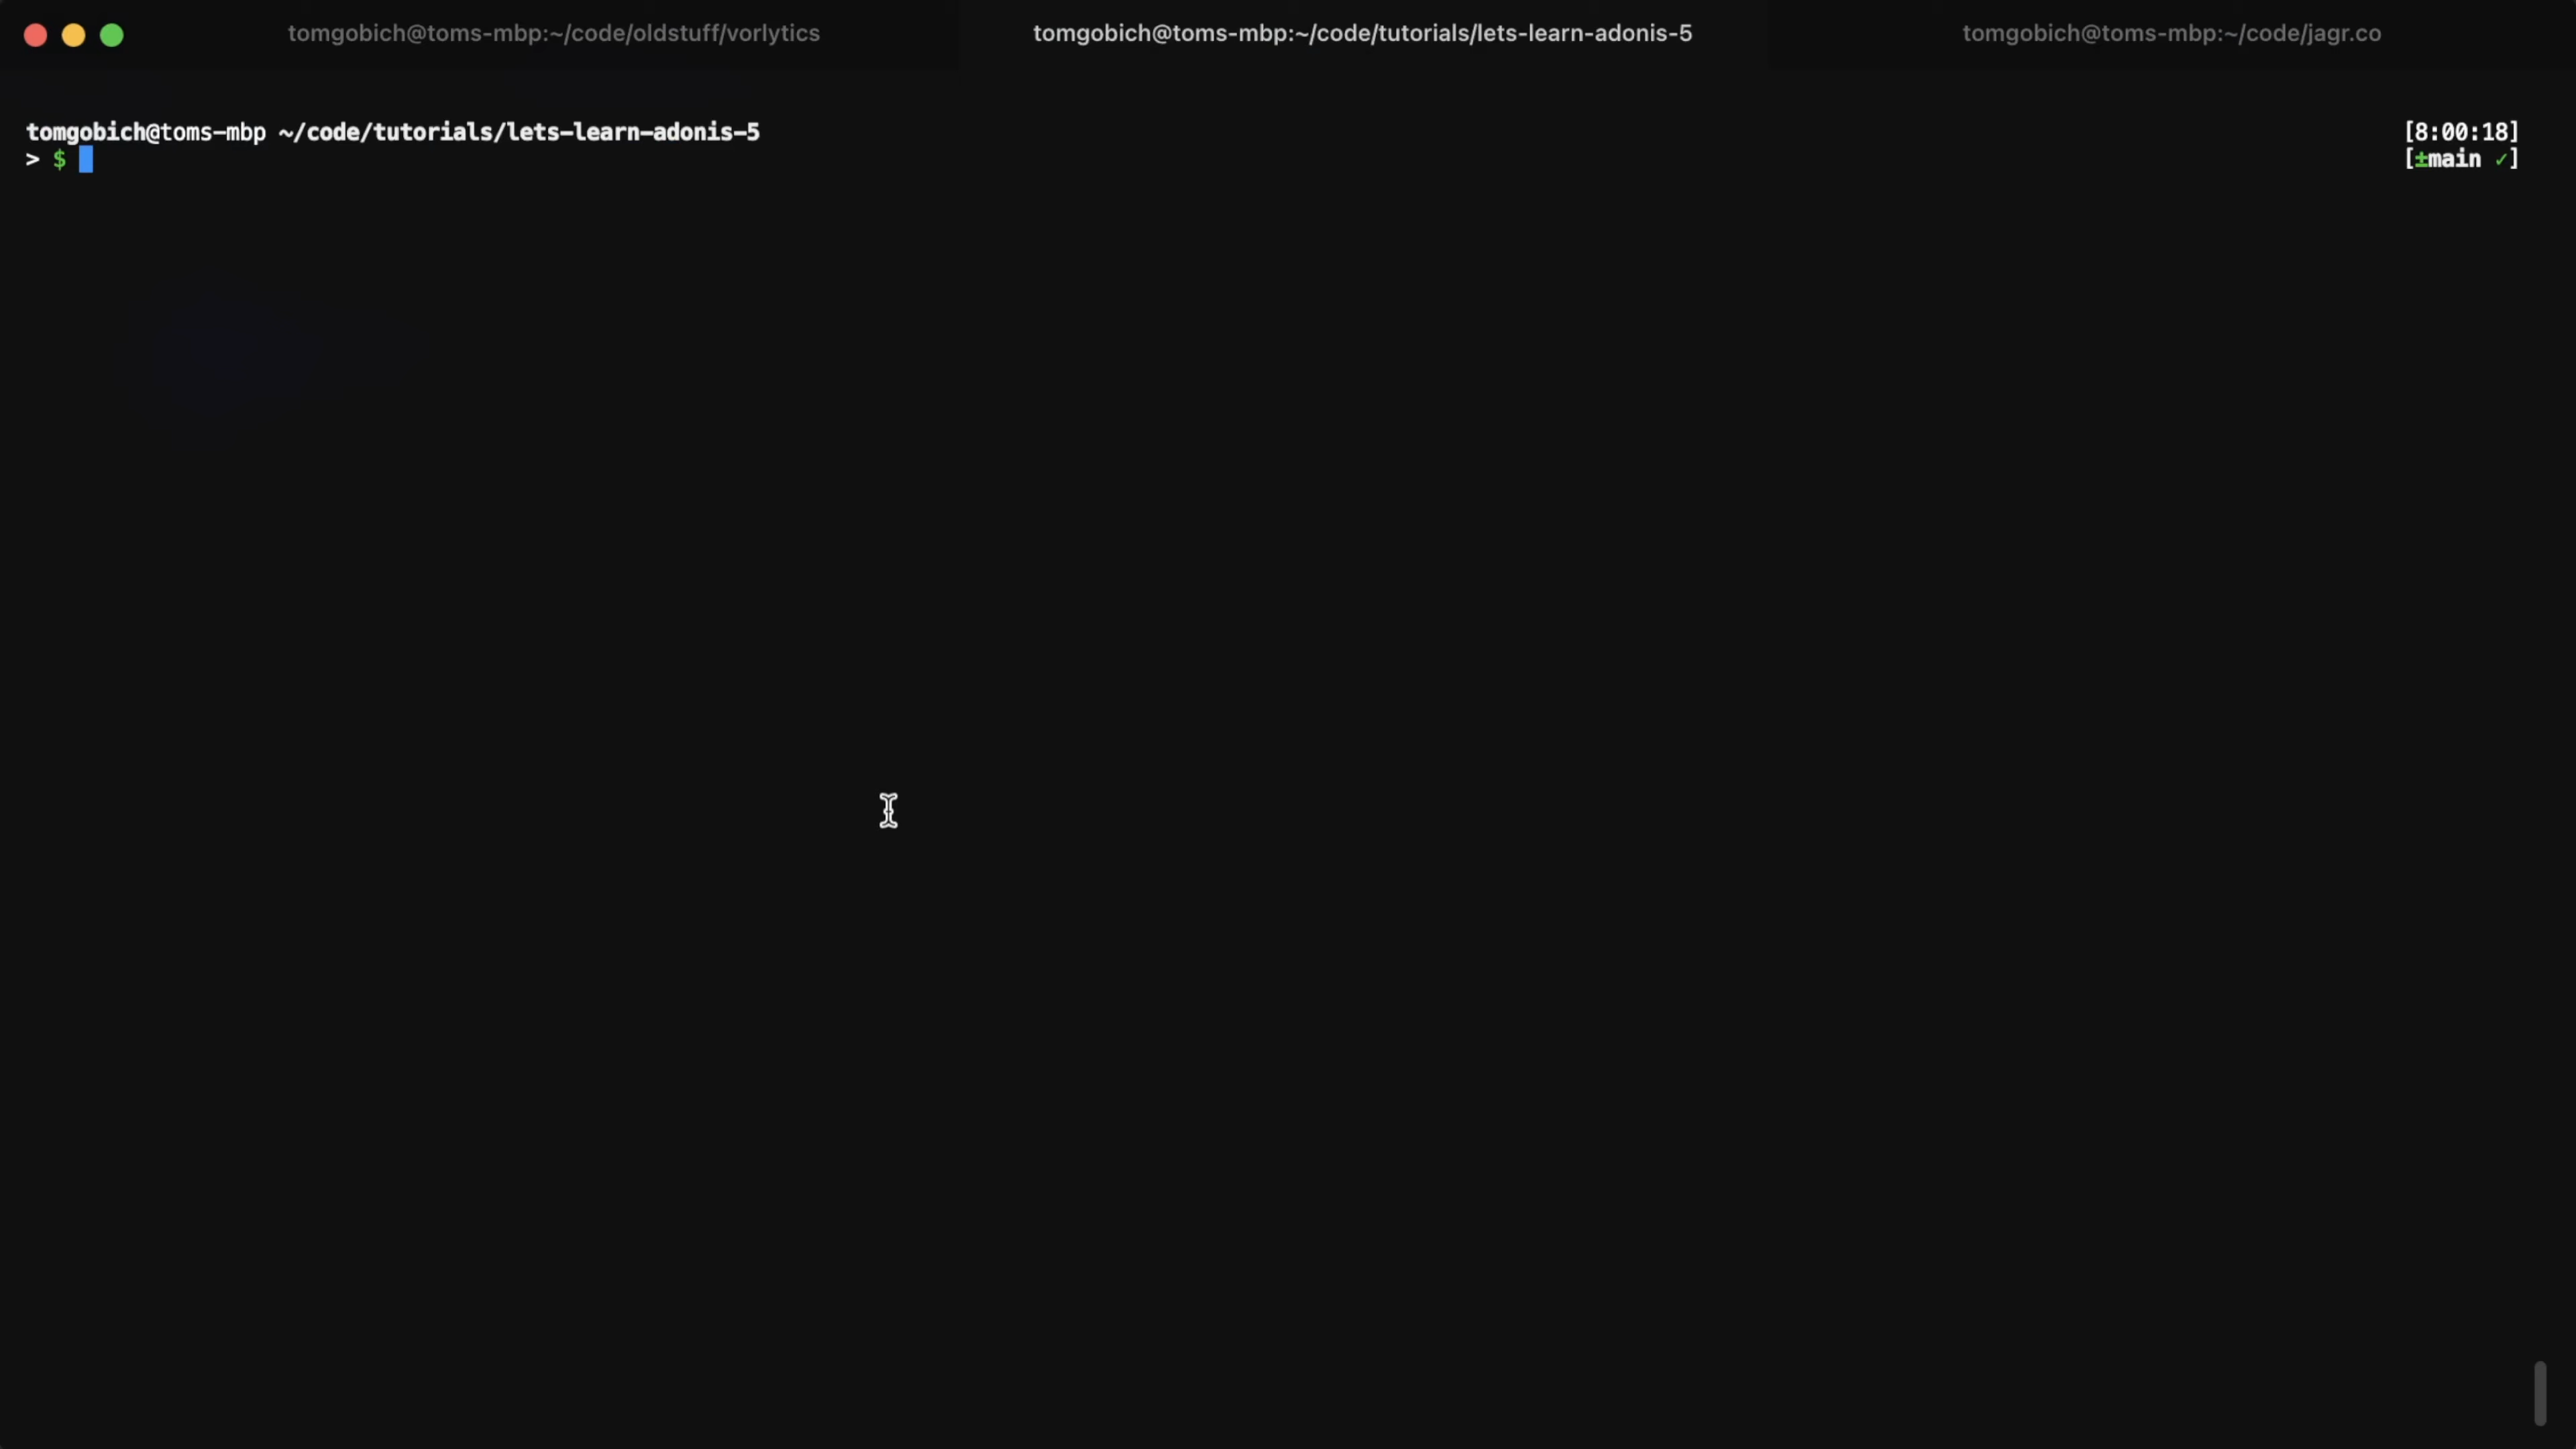 tomgobich@toms-mbp:~/code/oldstuff/vorlytics
tomgobich@toms-mbp:~/code/tutorials/lets-learn-adonis-5
tomgobich@toms-mbp:~/code/jagr.co
tomgobich@toms-mbp ~/code/tutorials/lets-learn-adonis-5 [8:00:18]
> $ [±main ✓]